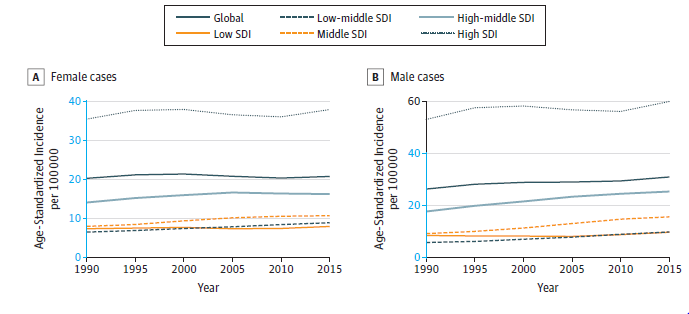 Global Low-middle SDI High-middle SDI
Low SDI Middle SDI High SDI
A Female cases
Age-Standardized Incidence per 100 000
40
30
20
10
0
1990 1995 2000 2005 2010 2015
Year
B Male cases
Age-Standardized Incidence per 100 000
60
40
20
0
1990 1995 2000 2005 2010 2015
Year